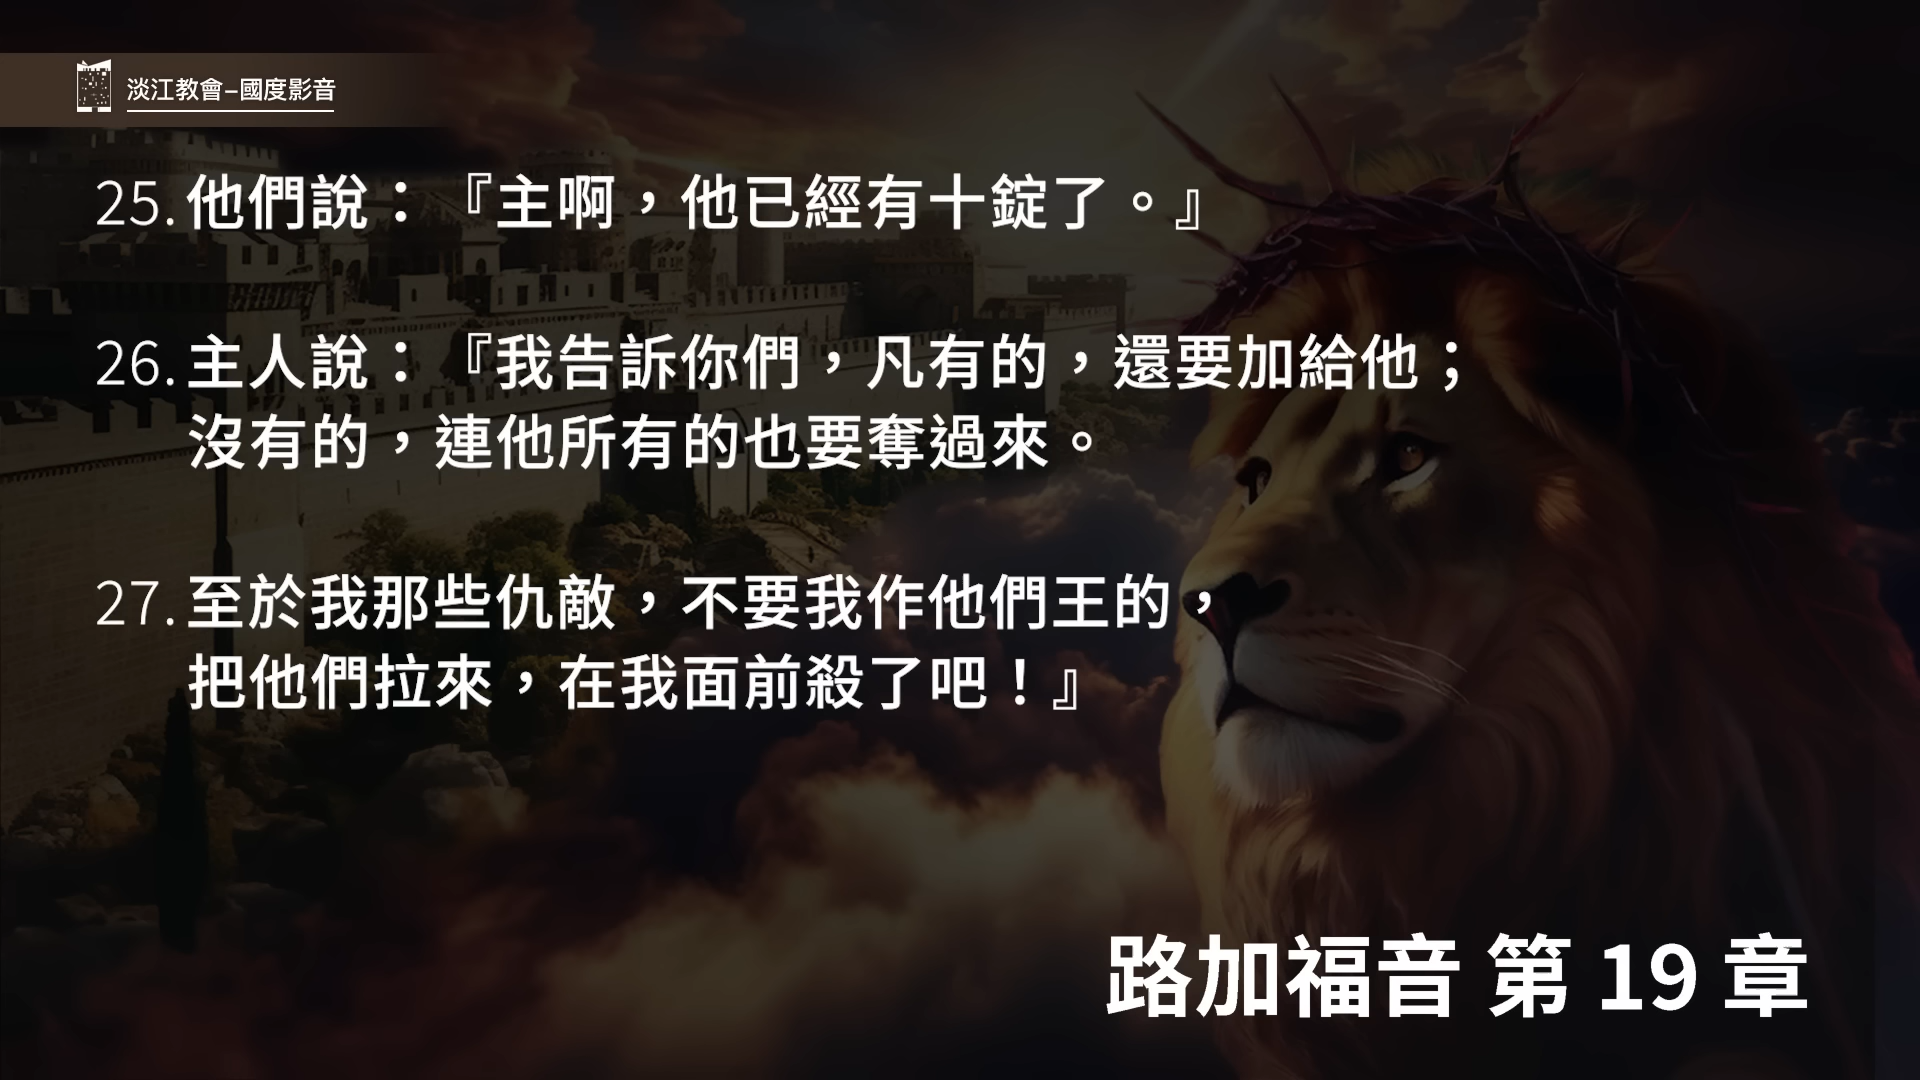 淡江教會–國度影音
25. 他們說：『主啊，他已經有十錠了。』
26. 主人說：『我告訴你們，凡有的，還要加給他；
沒有的，連他所有的也要奪過來。
27. 至於我那些仇敵，不要我作他們王的，
把他們拉來，在我面前殺了吧！』
路加福音 第 19 章